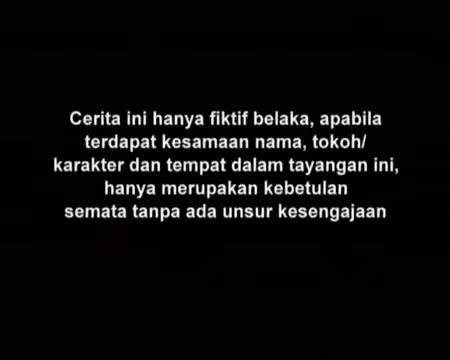 Cerita ini hanya fiktif belaka, apabila
terdapat kesamaan nama, tokoh/
karakter dan tempat dalam tayangan ini,
hanya merupakan kebetulan
semata tanpa ada unsur kesengajaan